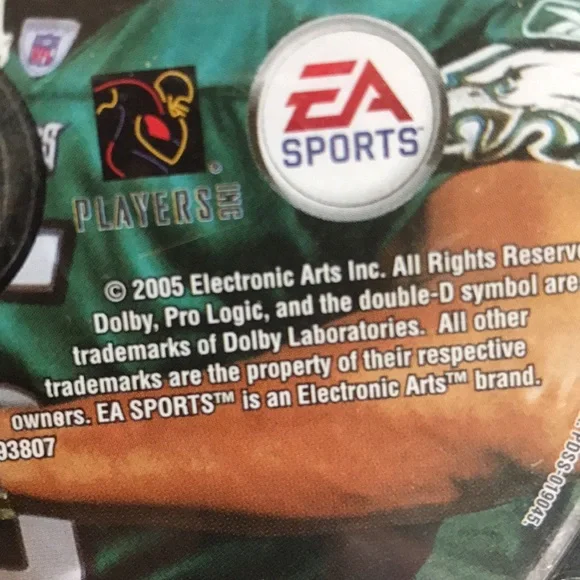 NFL
EA
SPORTS™
PLAYERS INC
© 2005 Electronic Arts Inc. All Rights Reserve
Dolby, Pro Logic, and the double-D symbol are
trademarks of Dolby Laboratories. All other
trademarks are the property of their respective
owners. EA SPORTS™ is an Electronic Arts™ brand.
93807